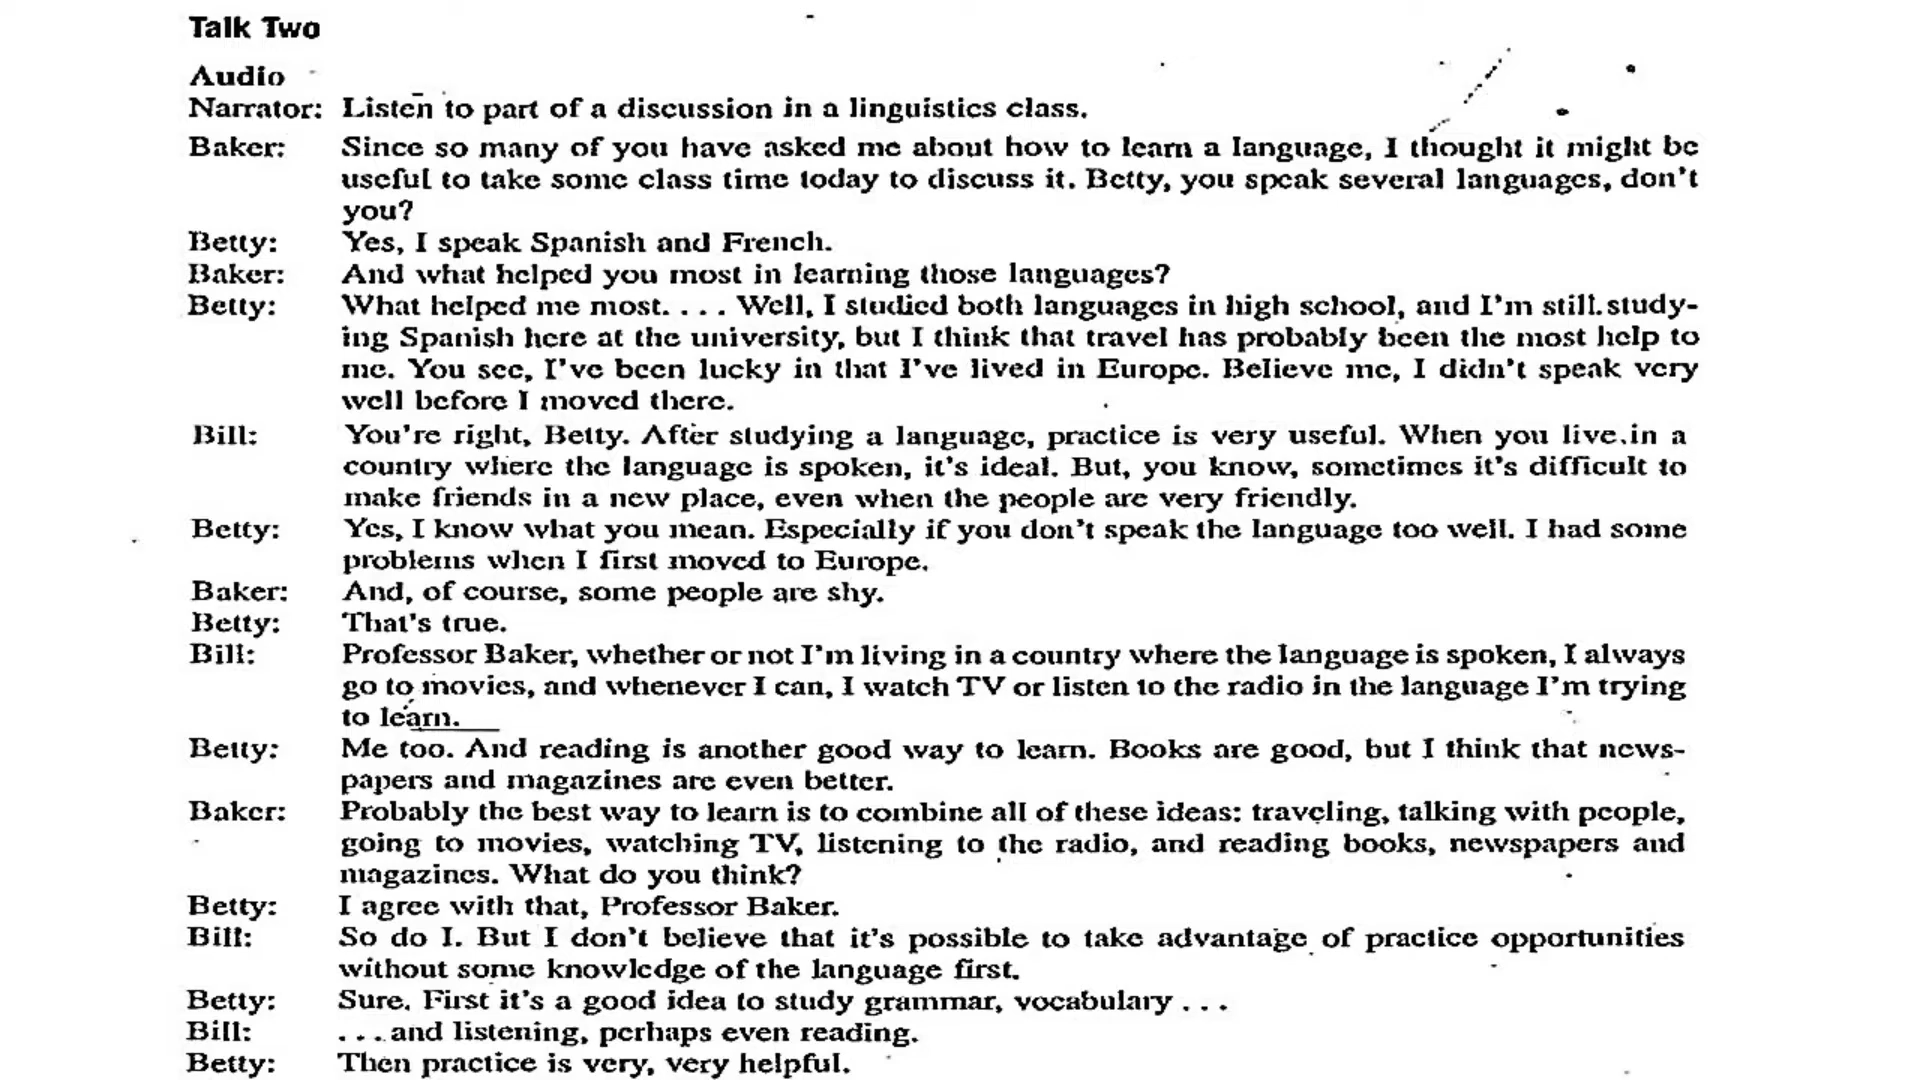 Talk Two
Audio
Narrator: Listen to part of a discussion in a linguistics class.
Baker: Since so many of you have asked me about how to learn a language, I thought it might be
useful to take some class time today to discuss it. Betty, you speak several languages, don't
you?
Betty: Yes, I speak Spanish and French.
Baker: And what helped you most in learning those languages?
Betty: What helped me most. . . . Well, I studied both languages in high school, and I'm still study-
ing Spanish here at the university, but I think that travel has probably been the most help to
me. You see, I've been lucky in that I've lived in Europe. Believe me, I didn't speak very
well before I moved there.
Bill: You're right, Betty. After studying a language, practice is very useful. When you live in a
country where the language is spoken, it's ideal. But, you know, sometimes it's difficult to
make friends in a new place, even when the people are very friendly.
Betty: Yes, I know what you mean. Especially if you don't speak the language too well. I had some
problems when I first moved to Europe.
Baker: And, of course, some people are shy.
Betty: That's true.
Bill: Professor Baker, whether or not I'm living in a country where the language is spoken, I always
go to movies, and whenever I can, I watch TV or listen to the radio in the language I'm trying
to learn.
Betty: Me too. And reading is another good way to learn. Books are good, but I think that news-
papers and magazines are even better.
Baker: Probably the best way to learn is to combine all of these ideas: traveling, talking with people,
going to movies, watching TV, listening to the radio, and reading books, newspapers and
magazines. What do you think?
Betty: I agree with that, Professor Baker.
Bill: So do I. But I don't believe that it's possible to take advantage of practice opportunities
without some knowledge of the language first.
Betty: Sure. First it's a good idea to study grammar, vocabulary . . .
Bill: . . . and listening, perhaps even reading.
Betty: Then practice is very, very helpful.